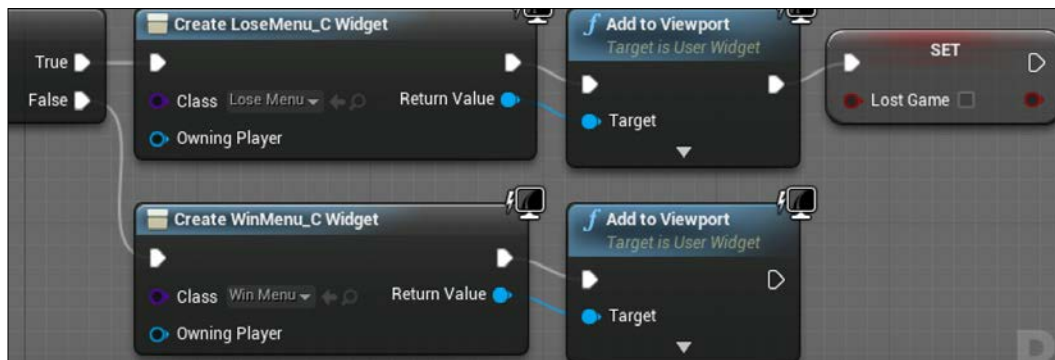 True
False
Create LoseMenu_C Widget
Class Lose Menu
Return Value
Owning Player
f Add to Viewport
Target is User Widget
Target
SET
Lost Game
Create WinMenu_C Widget
Class Win Menu
Return Value
Owning Player
f Add to Viewport
Target is User Widget
Target